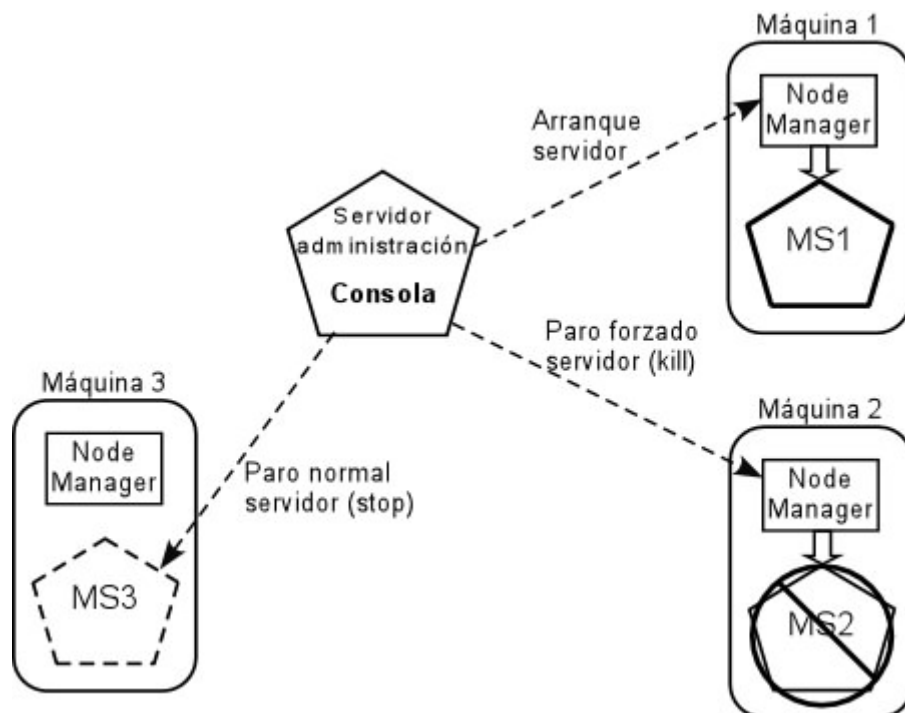 Máquina 1
Node
Manager
MS1
Arranque
servidor
Servidor
administración
Consola
Paro forzado
servidor (kill)
Máquina 3
Node
Manager
MS3
Paro normal
servidor (stop)
Máquina 2
Node
Manager
MS2